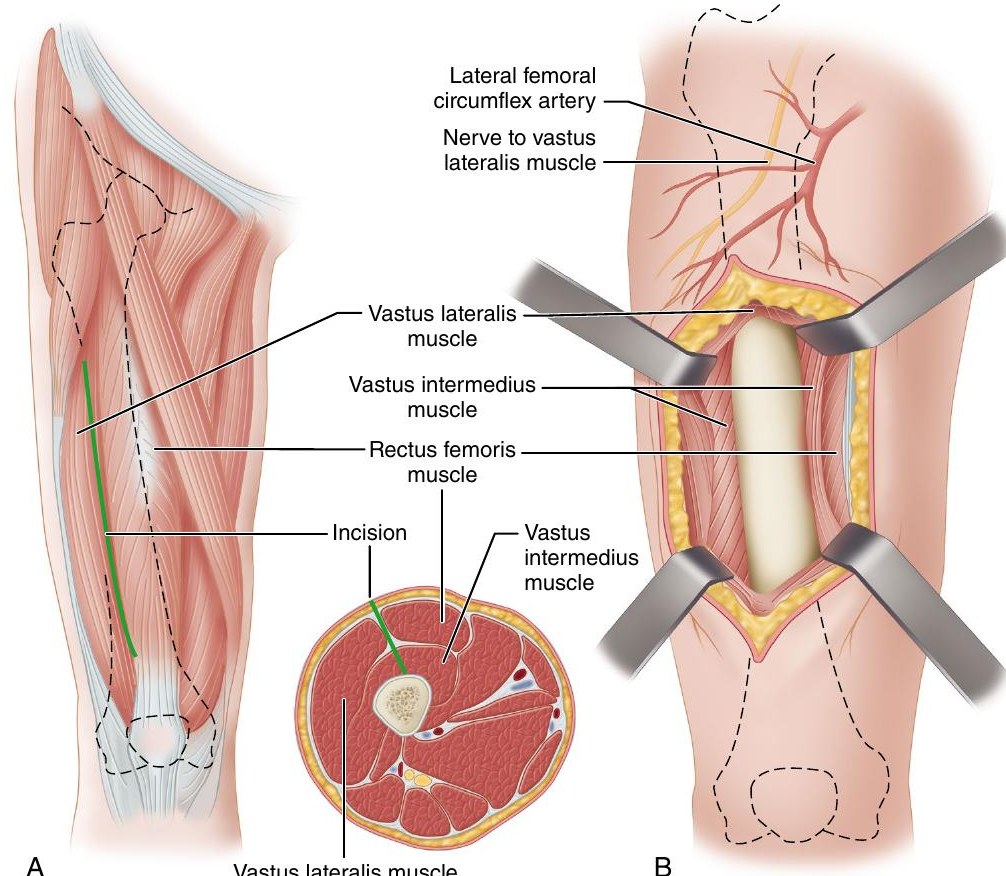 Lateral femoral
circumflex artery
Nerve to vastus
lateralis muscle
Vastus lateralis
muscle
Vastus intermedius
muscle
Rectus femoris
muscle
Incision
Vastus
intermedius
muscle
Vastus lateralis muscle
A
B